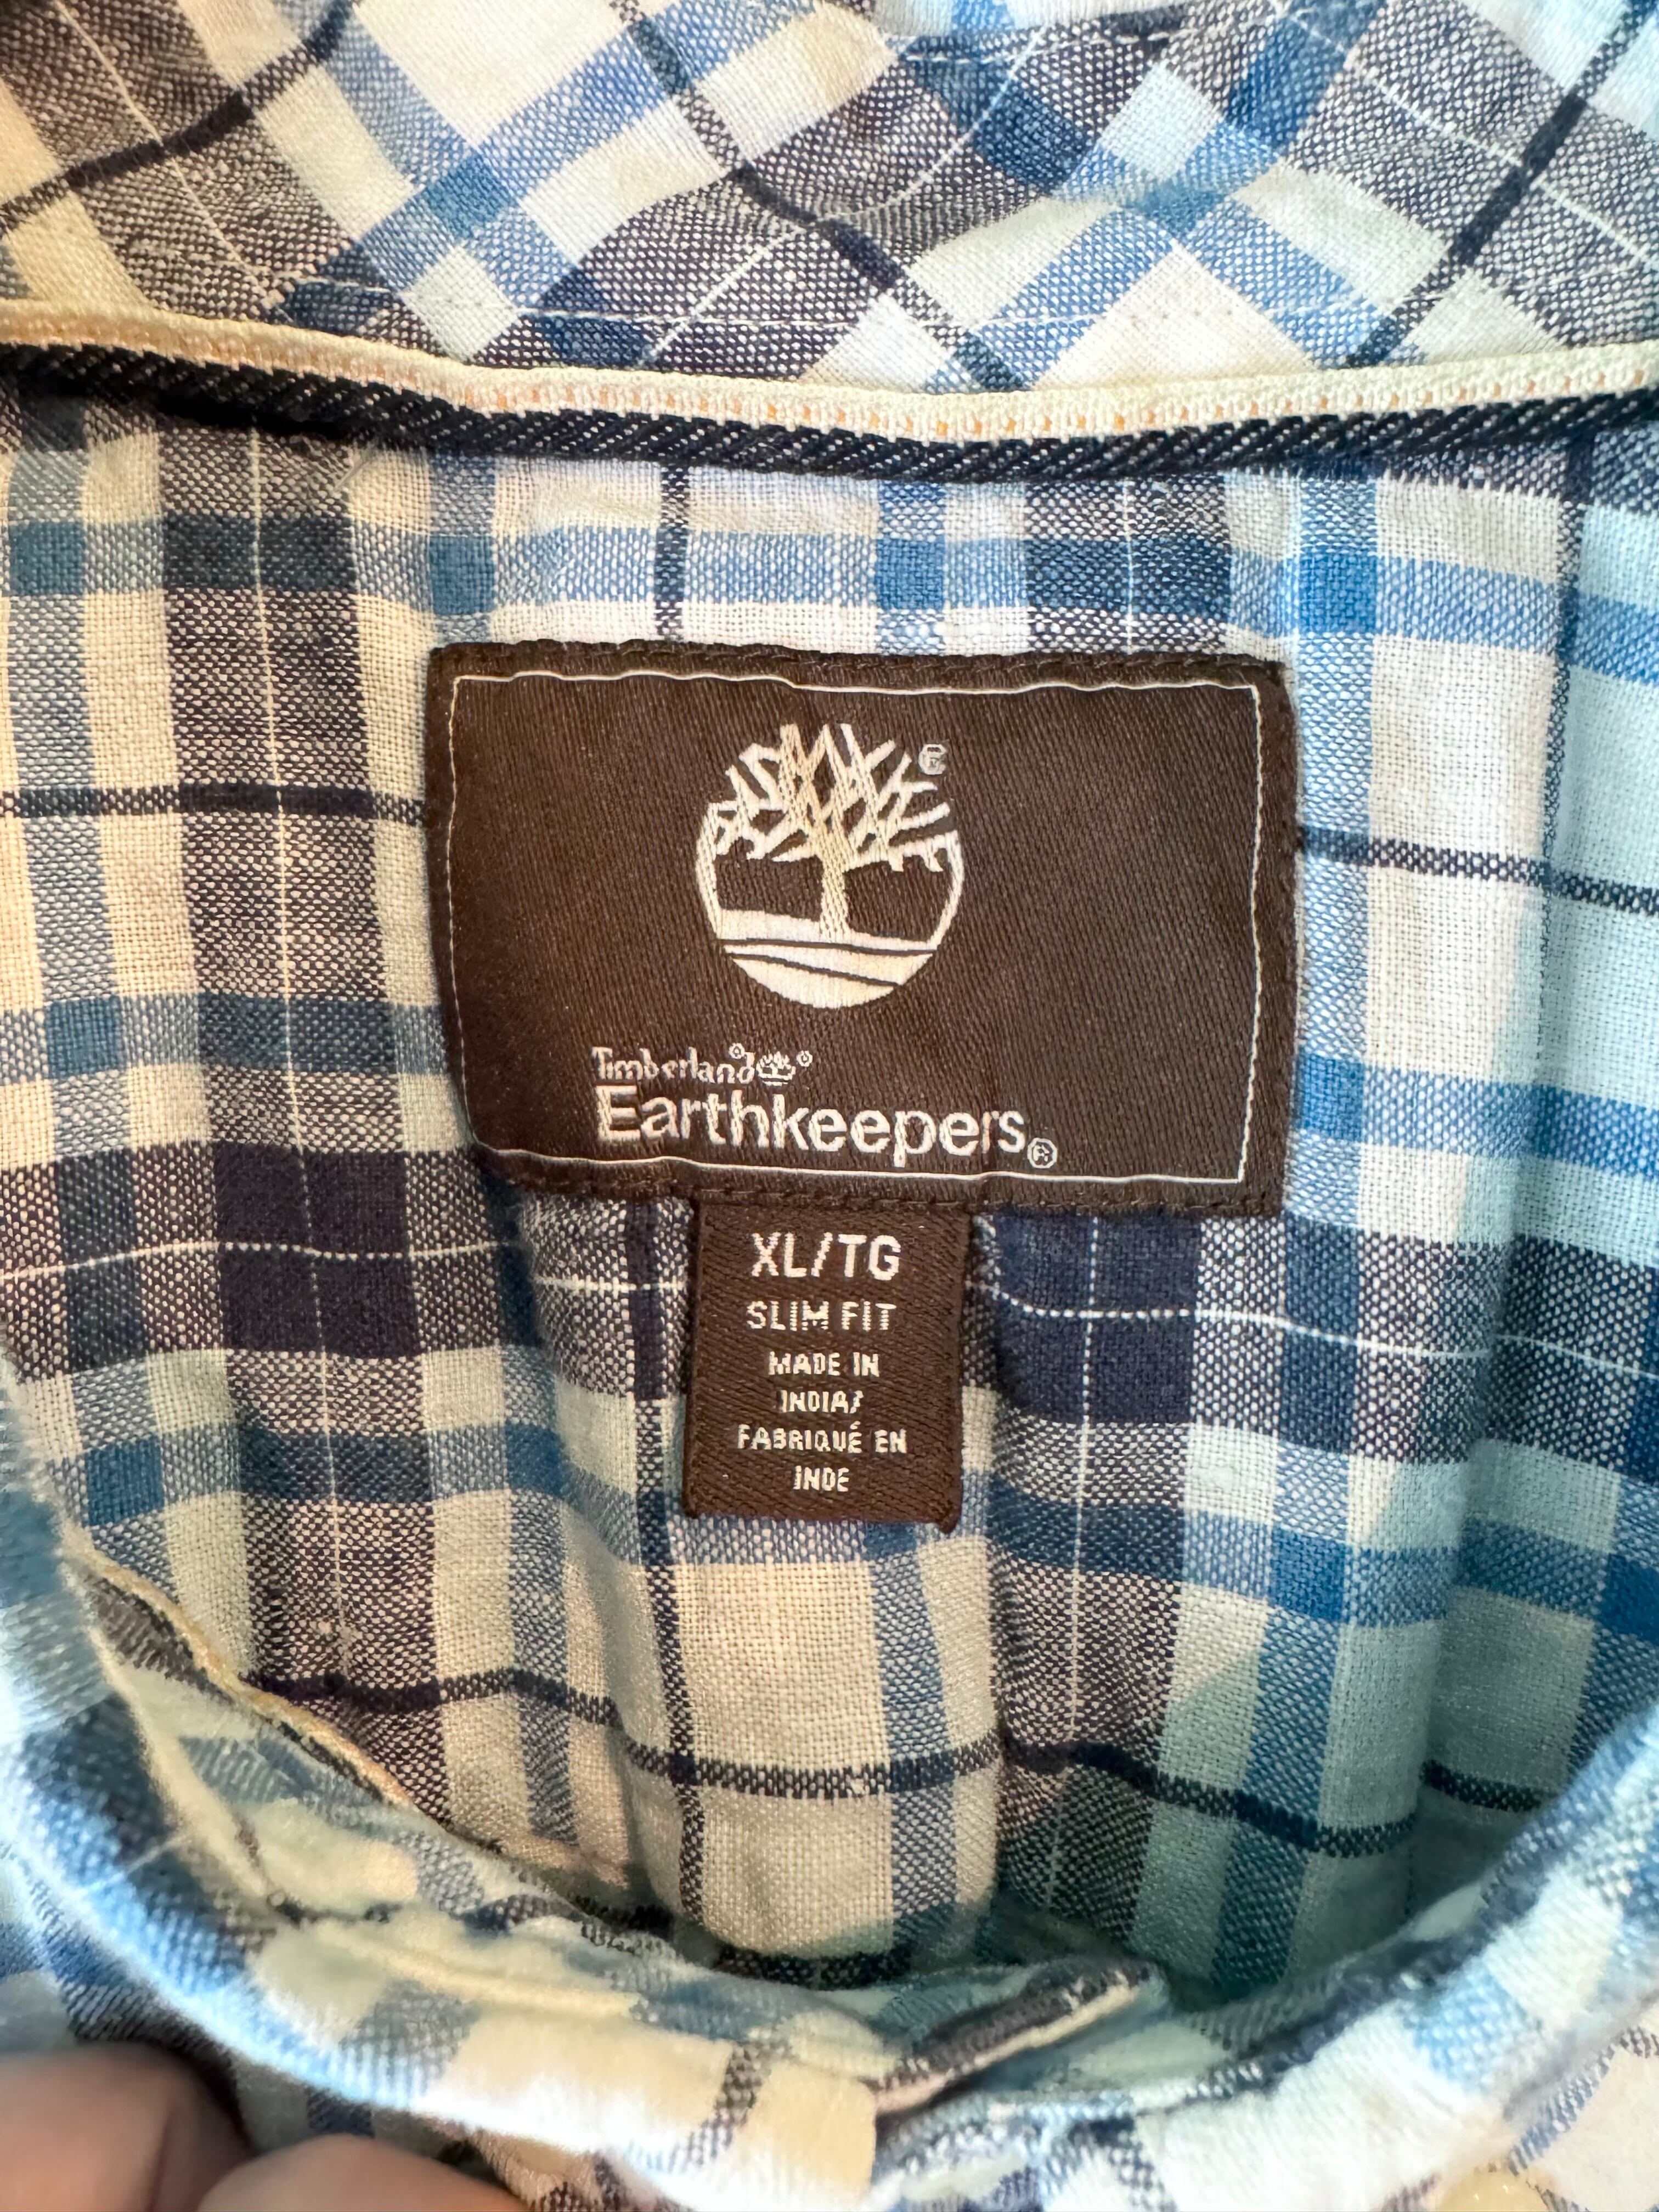 ®
Timberland® ®
Earthkeepers®
XL/TG
SLIM FIT
MADE IN
INDIA/
FABRIQUÉ EN
INDE